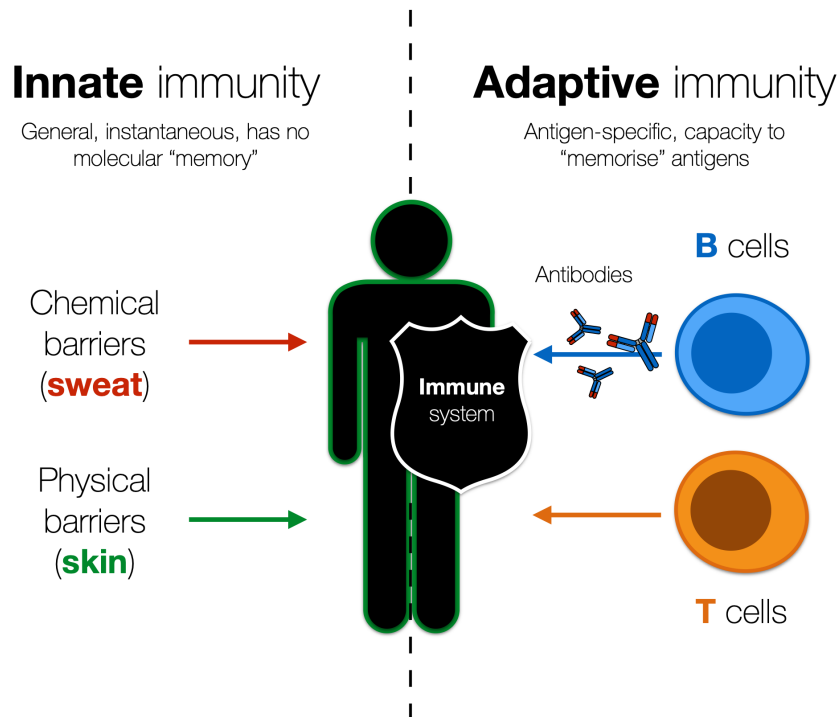 Innate immunity
General, instantaneous, has no
molecular “memory”
Adaptive immunity
Antigen-specific, capacity to
“memorise” antigens
Chemical
barriers
(sweat)
Physical
barriers
(skin)
Immune
system
Antibodies
B cells
T cells